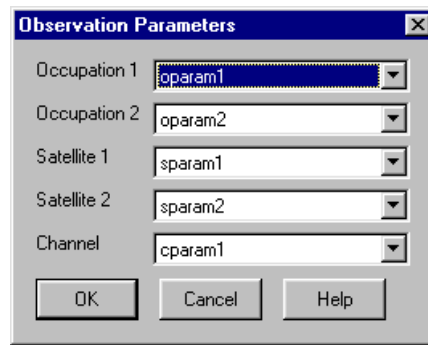 Observation Parameters
Occupation 1 oparam1
Occupation 2 oparam2
Satellite 1 sparam1
Satellite 2 sparam2
Channel cparam1
OK Cancel Help